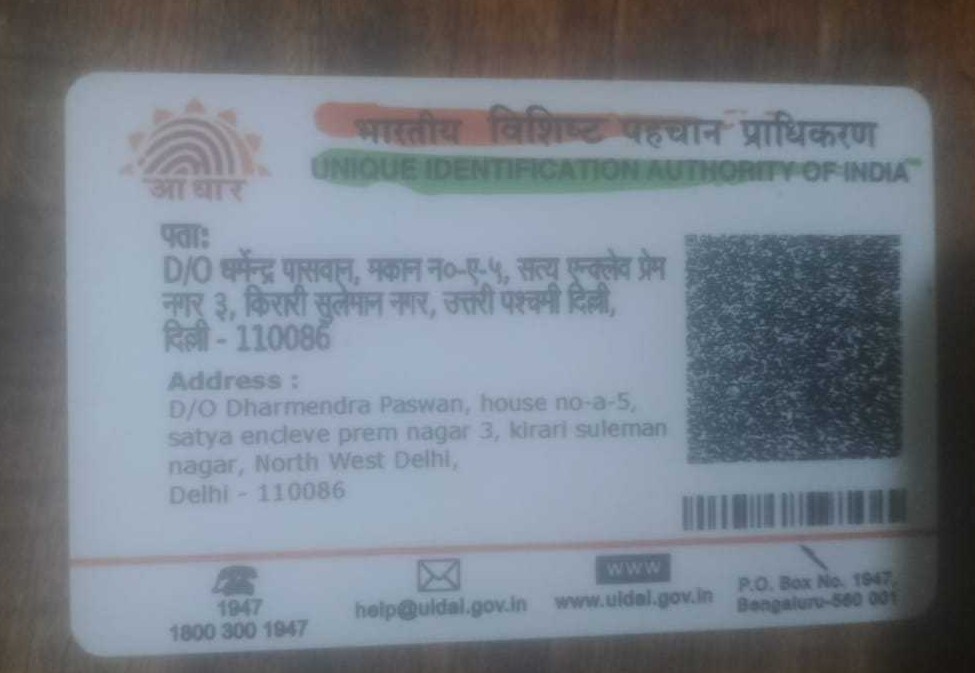 भारतीय विशिष्ट पहचान प्राधिकरण
UNIQUE IDENTIFICATION AUTHORITY OF INDIA
आधार
पता:
D/O धर्मेन्द्र पासवान, मकान न०-ए-५, सत्य एन्क्लेव प्रेम
नगर ३, किरारी सुलेमान नगर, उत्तरी पश्चमी दिल्ली,
दिल्ली - 110086
Address :
D/O Dharmendra Paswan, house no-a-5,
satya encleve prem nagar 3, kirari suleman
nagar, North West Delhi,
Delhi - 110086
1947
1800 300 1947
help@uidai.gov.in
www
www.uidai.gov.in
P.O. Box No. 1947,
Bengaluru-560 001